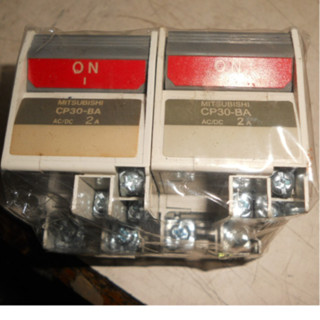 ON
I
MITSUBISHI
CP30-BA
AC/DC 2A
ON
I
MITSUBISHI
CP30-BA
AC/DC 2A